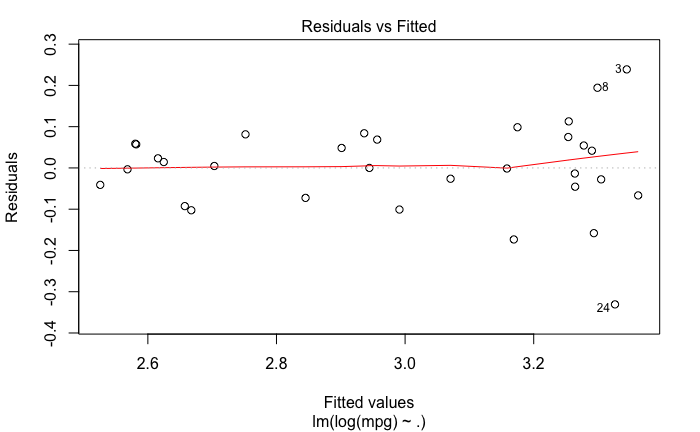 Residuals vs Fitted
0.3
0.2
0.1
0.0
-0.1
-0.2
-0.3
-0.4
Residuals
3
8
24
2.6 2.8 3.0 3.2
Fitted values
lm(log(mpg) ~ .)